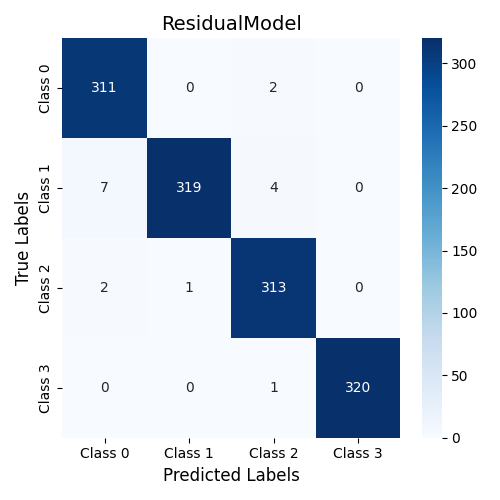 ResidualModel
True Labels
Class 0
311 0 2 0
Class 1
7 319 4 0
Class 2
2 1 313 0
Class 3
0 0 1 320
Class 0 Class 1 Class 2 Class 3
Predicted Labels
300
250
200
150
100
50
0